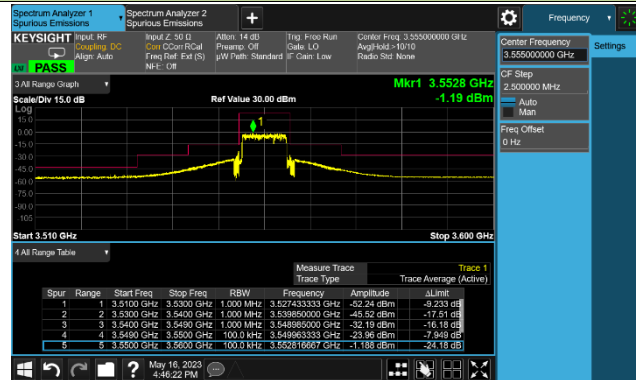 Spectrum Analyzer 1
Spurious Emissions
Spectrum Analyzer 2
Spurious Emissions
Frequency
KEYSIGHT
Input: RF
Coupling: DC
Align: Auto
Input Z: 50 Ω
Corr CCorr RCal
Freq Ref: Ext (S)
NFE: Off
Atten: 14 dB
Preamp: Off
µW Path: Standard
Trig: Free Run
Gate: LO
IF Gain: Low
Center Freq: 3.555000000 GHz
Avg|Hold:>10/10
Radio Std: None
PASS
3 All Range Graph
Mkr1 3.5528 GHz
Scale/Div 15.0 dB
Ref Value 30.00 dBm
-1.19 dBm
Log
15.0
0.00
-15.0
-30.0
-45.0
-60.0
-75.0
-90.0
-105
1
Start 3.510 GHz
Stop 3.600 GHz
4 All Range Table
Measure Trace Trace 1
Trace Type Trace Average (Active)
Spur Range Start Freq Stop Freq RBW Frequency Amplitude ΔLimit
1 1 3.5100 GHz 3.5300 GHz 1.000 MHz 3.527433333 GHz -52.24 dBm -9.233 dB
2 2 3.5300 GHz 3.5400 GHz 1.000 MHz 3.539850000 GHz -45.52 dBm -17.51 dB
3 3 3.5400 GHz 3.5490 GHz 1.000 MHz 3.548985000 GHz -32.19 dBm -16.18 dB
4 4 3.5490 GHz 3.5500 GHz 100.0 kHz 3.549963333 GHz -23.96 dBm -7.949 dB
5 5 3.5500 GHz 3.5600 GHz 100.0 kHz 3.552816667 GHz -1.188 dBm -24.18 dB
May 16, 2023
4:46:22 PM
Center Frequency
3.555000000 GHz
Settings
CF Step
2.500000 MHz
Auto
Man
Freq Offset
0 Hz